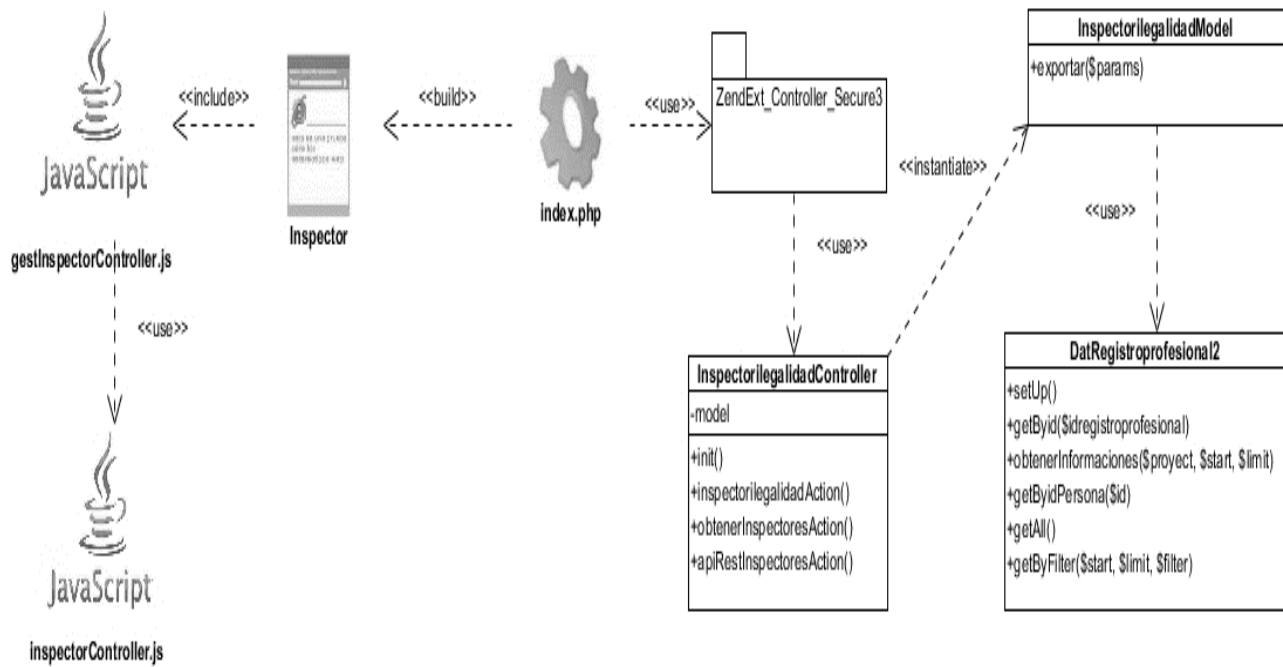 InspectorilegalidadModel
+exportar($params)
<<include>>
<<build>>
<<use>>
ZendExt_Controller_Secure3
<<instantiate>>
JavaScript
gestInspectorController.js
Inspector
index.php
<<use>>
<<use>>
<<use>>
InspectorilegalidadController
-model
+init()
+inspectorilegalidadAction()
+obtenerInspectoresAction()
+apiRestInspectoresAction()
DatRegistroprofesional2
+setUp()
+getByid($idregistroprofesional)
+obtenerInformaciones($proyect, $start, $limit)
+getByidPersona($id)
+getAll()
+getByFilter($start, $limit, $filter)
JavaScript
inspectorController.js